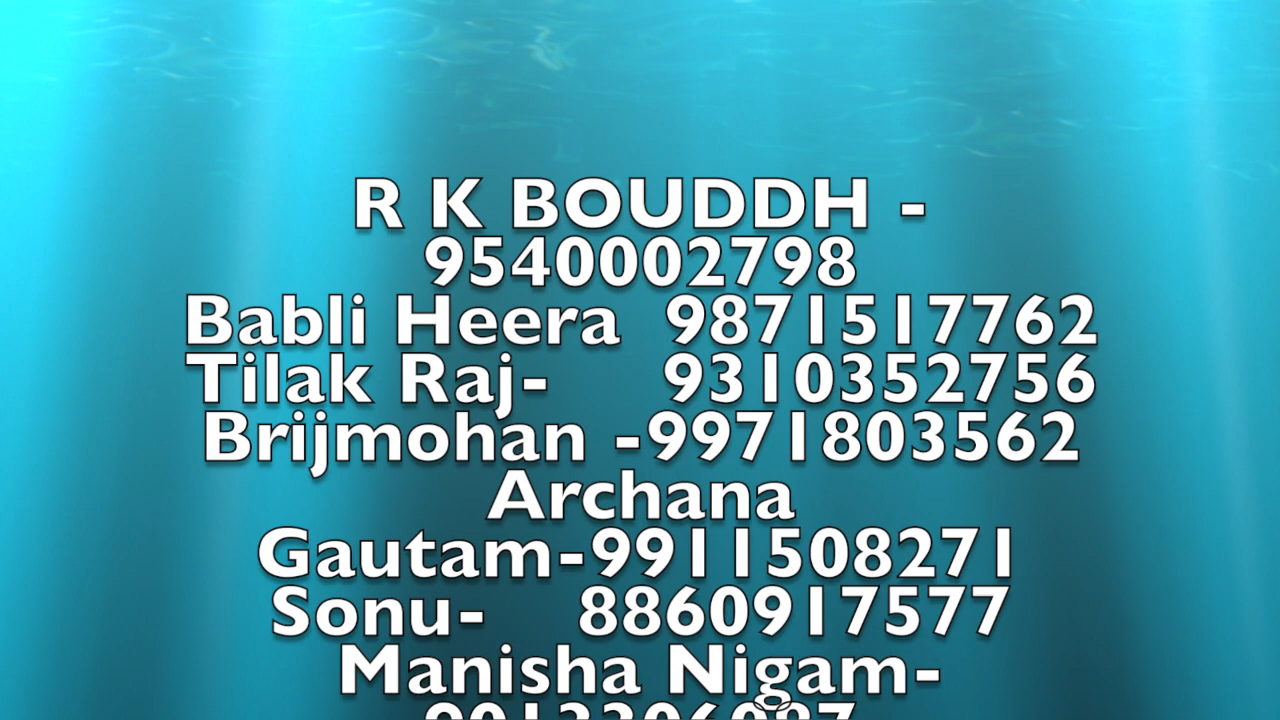 R K BOUDDH -
9540002798
Babli Heera 9871517762
Tilak Raj- 9310352756
Brijmohan -9971803562
Archana
Gautam-9911508271
Sonu- 8860917577
Manisha Nigam-